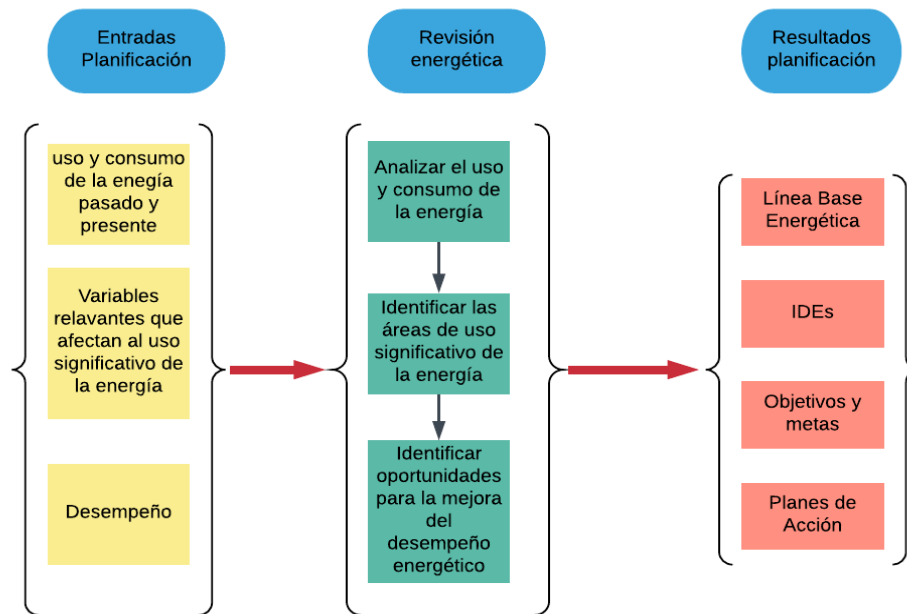 Entradas
Planificación
Revisión
energética
Resultados
planificación
uso y consumo
de la enegía
pasado y
presente
Variables
relavantes que
afectan al uso
significativo de
la energía
Desempeño
Analizar el uso
y consumo de
la energía
Identificar las
áreas de uso
significativo de
la energía
Identificar
oportunidades
para la mejora
del
desempeño
energético
Línea Base
Energética
IDEs
Objetivos y
metas
Planes de
Acción